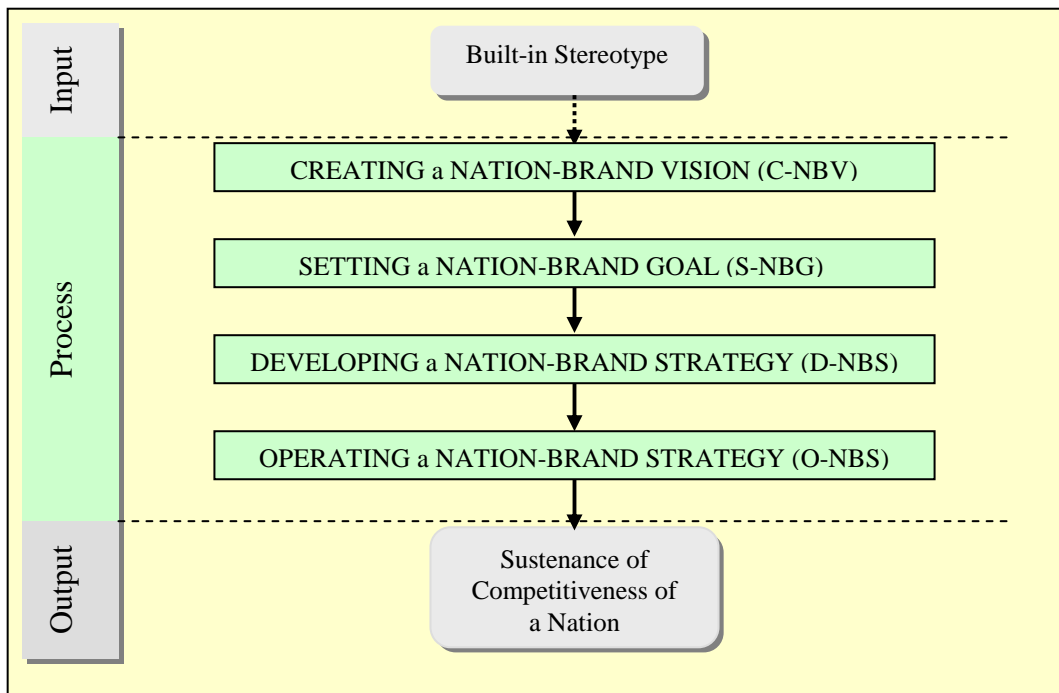 Input
Built-in Stereotype
Process
CREATING a NATION-BRAND VISION (C-NBV)
SETTING a NATION-BRAND GOAL (S-NBG)
DEVELOPING a NATION-BRAND STRATEGY (D-NBS)
OPERATING a NATION-BRAND STRATEGY (O-NBS)
Output
Sustenance of
Competitiveness of
a Nation